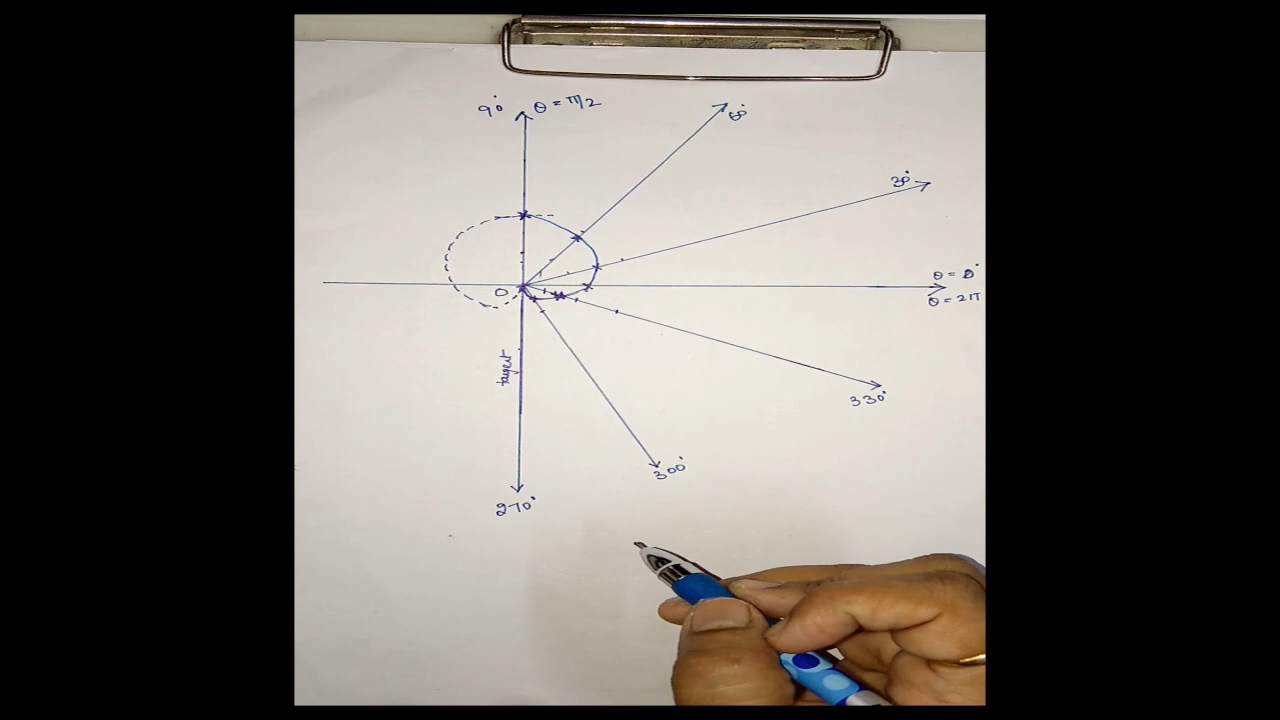 90° θ = π/2
60°
30°
θ = 0°
θ = 2π
O
330°
300°
270°